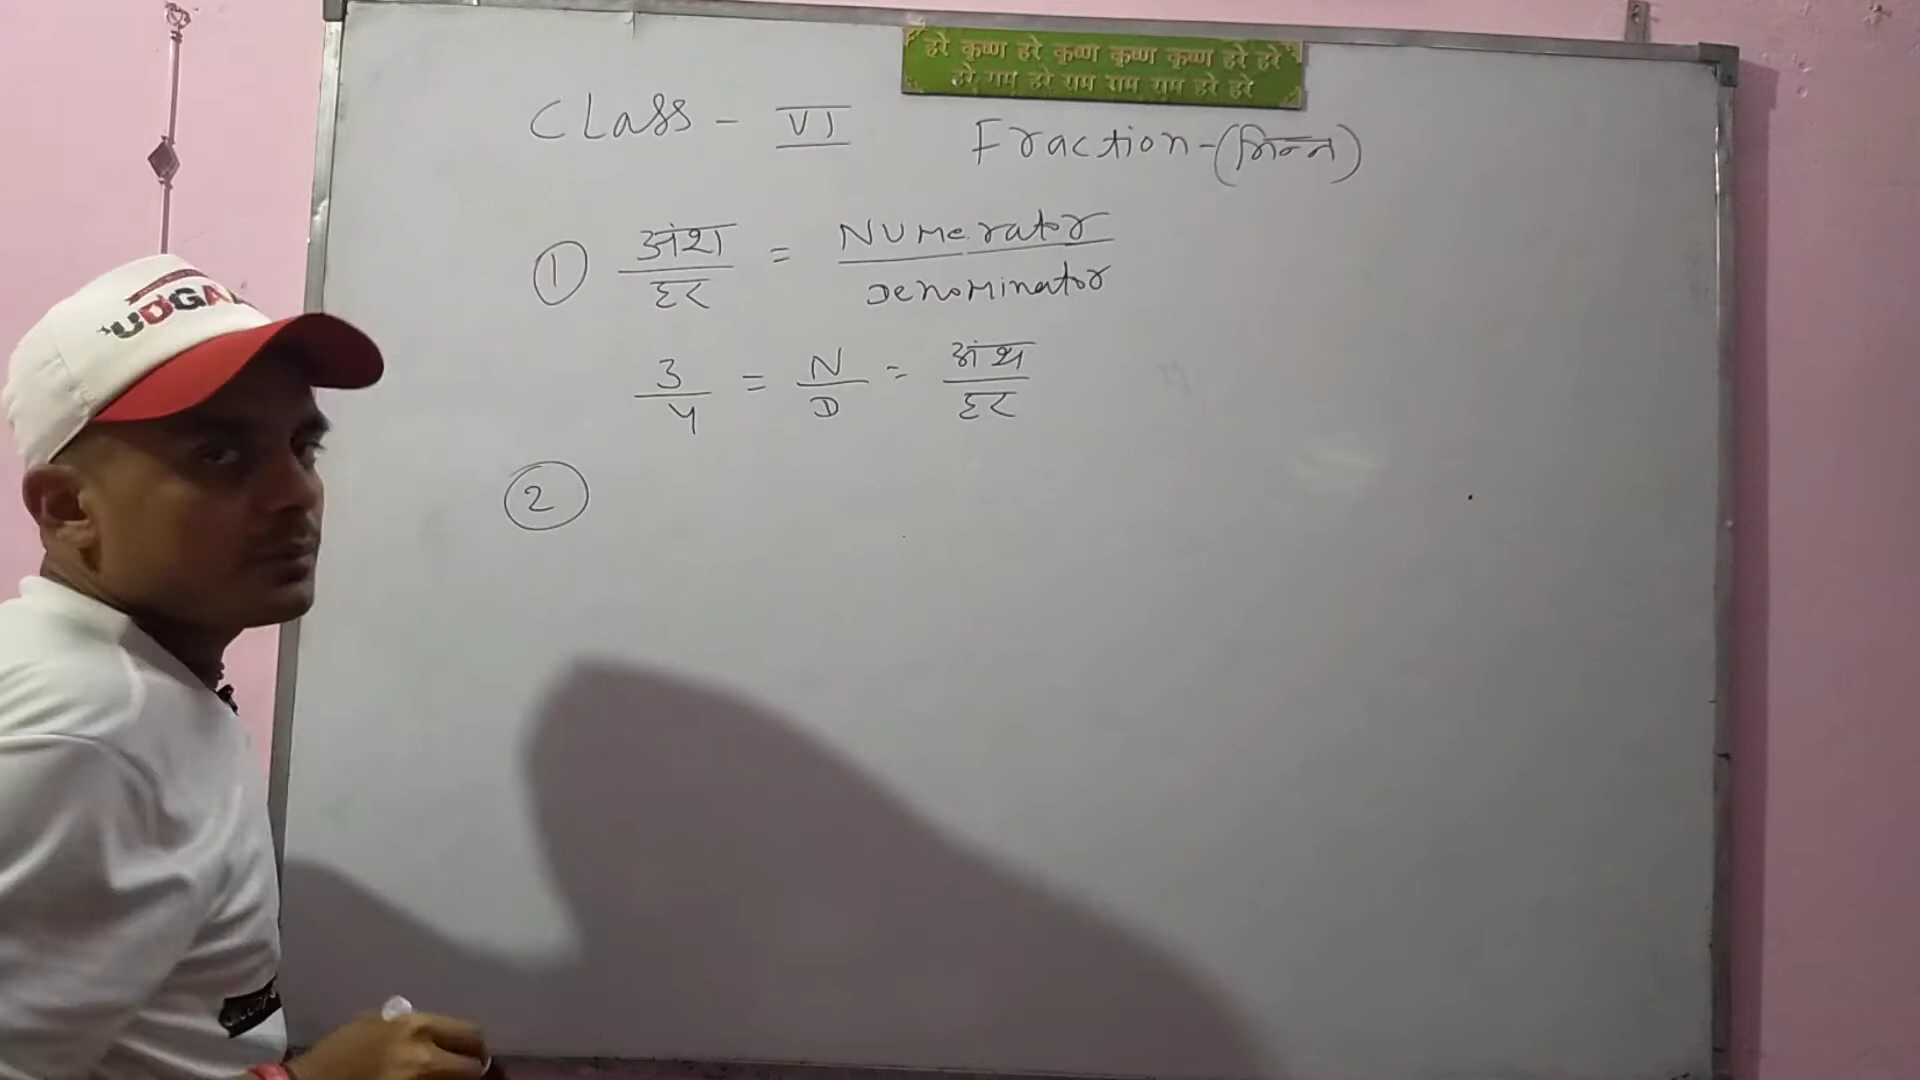 हरे कृष्ण हरे कृष्ण कृष्ण कृष्ण हरे हरे
हरे राम हरे राम राम राम हरे हरे
Class - VI Fraction-(भिन्न)
① अंश/हर = Numerator/Denominator
3/4 = N/D = अंश/हर
②
UDGA